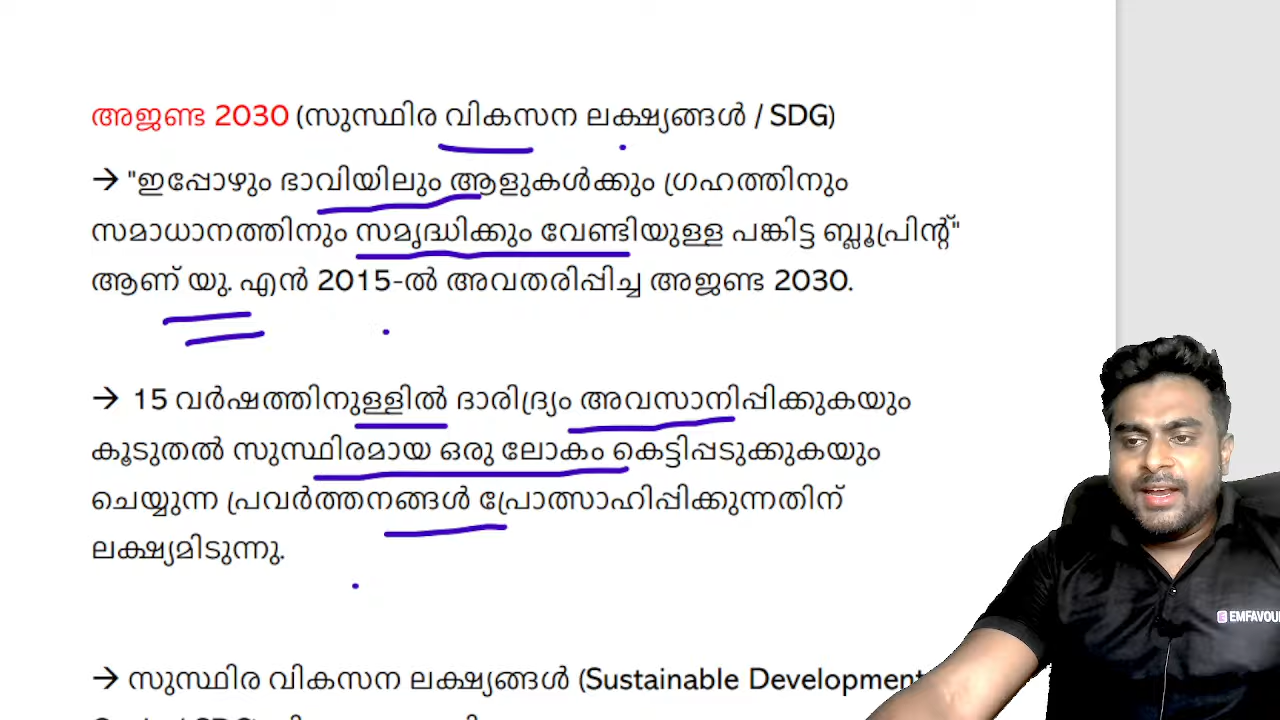 അജണ്ട 2030 (സുസ്ഥിര വികസന ലക്ഷ്യങ്ങൾ / SDG)
→ "ഇപ്പോഴും ഭാവിയിലും ആളുകൾക്കും ഗ്രഹത്തിനും
സമാധാനത്തിനും സമൃദ്ധിക്കും വേണ്ടിയുള്ള പങ്കിട്ട ബ്ലൂപ്രിന്റ്"
ആണ് യു. എൻ 2015-ൽ അവതരിപ്പിച്ച അജണ്ട 2030.
→ 15 വർഷത്തിനുള്ളിൽ ദാരിദ്ര്യം അവസാനിപ്പിക്കുകയും
കൂടുതൽ സുസ്ഥിരമായ ഒരു ലോകം കെട്ടിപ്പടുക്കുകയും
ചെയ്യുന്ന പ്രവർത്തനങ്ങൾ പ്രോത്സാഹിപ്പിക്കുന്നതിന്
ലക്ഷ്യമിടുന്നു.
→ സുസ്ഥിര വികസന ലക്ഷ്യങ്ങൾ (Sustainable Development
EMFAVOU